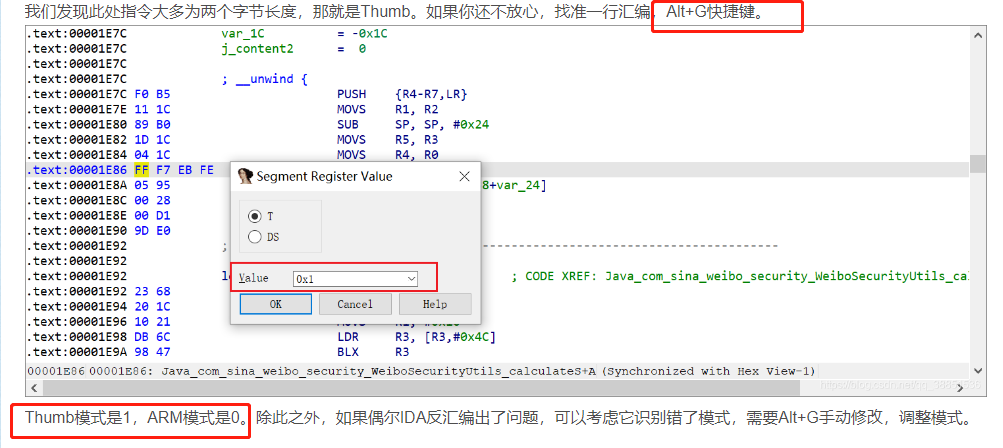 我们发现此处指令大多为两个字节长度，那就是Thumb。如果你还不放心，找准一行汇编，Alt+G快捷键。
.text:00001E7C var_1C = -0x1C
.text:00001E7C j_content2 = 0
.text:00001E7C
.text:00001E7C ; __unwind {
.text:00001E7C F0 B5 PUSH {R4-R7,LR}
.text:00001E7E 11 1C MOVS R1, R2
.text:00001E80 89 B0 SUB SP, SP, #0x24
.text:00001E82 1D 1C MOVS R5, R3
.text:00001E84 04 1C MOVS R4, R0
.text:00001E86 FF F7 EB FE
.text:00001E8A 05 95 8+var_24]
.text:00001E8C 00 28
.text:00001E8E 00 D1
.text:00001E90 9D E0
.text:00001E92 ;
.text:00001E92
.text:00001E92 ; CODE XREF: Java_com_sina_weibo_security_WeiboSecurityUtils_calc
.text:00001E92 23 68
.text:00001E94 20 1C
.text:00001E96 10 21
.text:00001E98 DB 6C LDR R3, [R3,#0x4C]
.text:00001E9A 98 47 BLX R3
Segment Register Value
T
DS
Value 0x1
OK Cancel Help
00001E86 00001E86: Java_com_sina_weibo_security_WeiboSecurityUtils_calculateS+A (Synchronized with Hex View-1)
Thumb模式是1，ARM模式是0。除此之外，如果偶尔IDA反汇编出了问题，可以考虑它识别错了模式，需要Alt+G手动修改，调整模式。